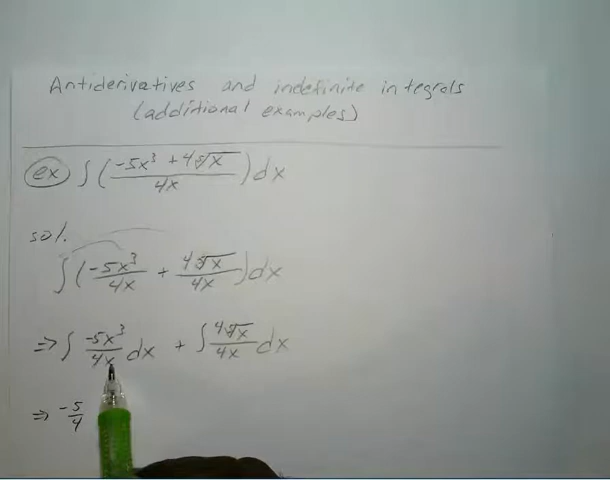 Antiderivatives and indefinite integrals
(additional examples)
ex ∫(-5x³ + 4∜x / 4x)dx
sol.
∫(-5x³/4x + 4∜x/4x)dx
⇒ ∫ -5x³/4x dx + ∫ 4∜x/4x dx
⇒ -5/4